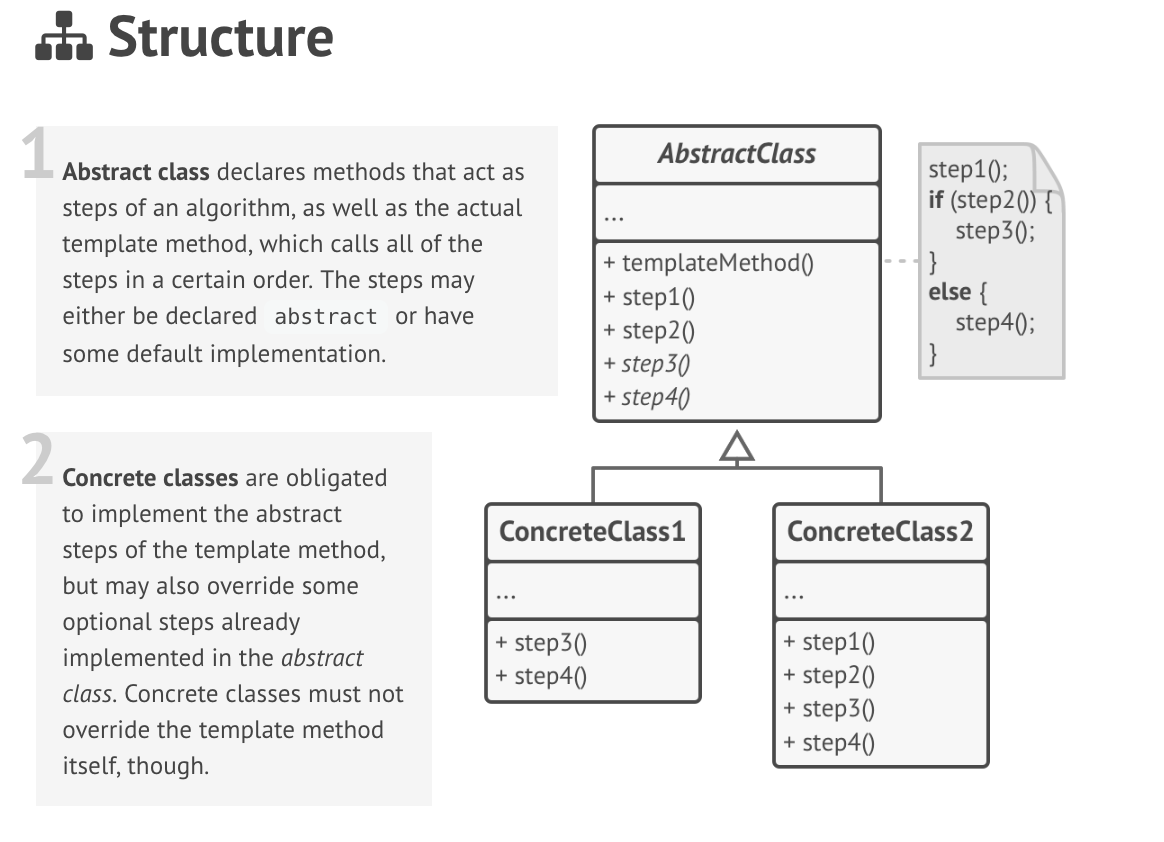 Structure
1
Abstract class declares methods that act as
steps of an algorithm, as well as the actual
template method, which calls all of the
steps in a certain order. The steps may
either be declared abstract or have
some default implementation.
AbstractClass
...
+ templateMethod()
+ step1()
+ step2()
+ step3()
+ step4()
step1();
if (step2()) {
step3();
}
else {
step4();
}
2
Concrete classes are obligated
to implement the abstract
steps of the template method,
but may also override some
optional steps already
implemented in the abstract
class. Concrete classes must not
override the template method
itself, though.
ConcreteClass1
...
+ step3()
+ step4()
ConcreteClass2
...
+ step1()
+ step2()
+ step3()
+ step4()